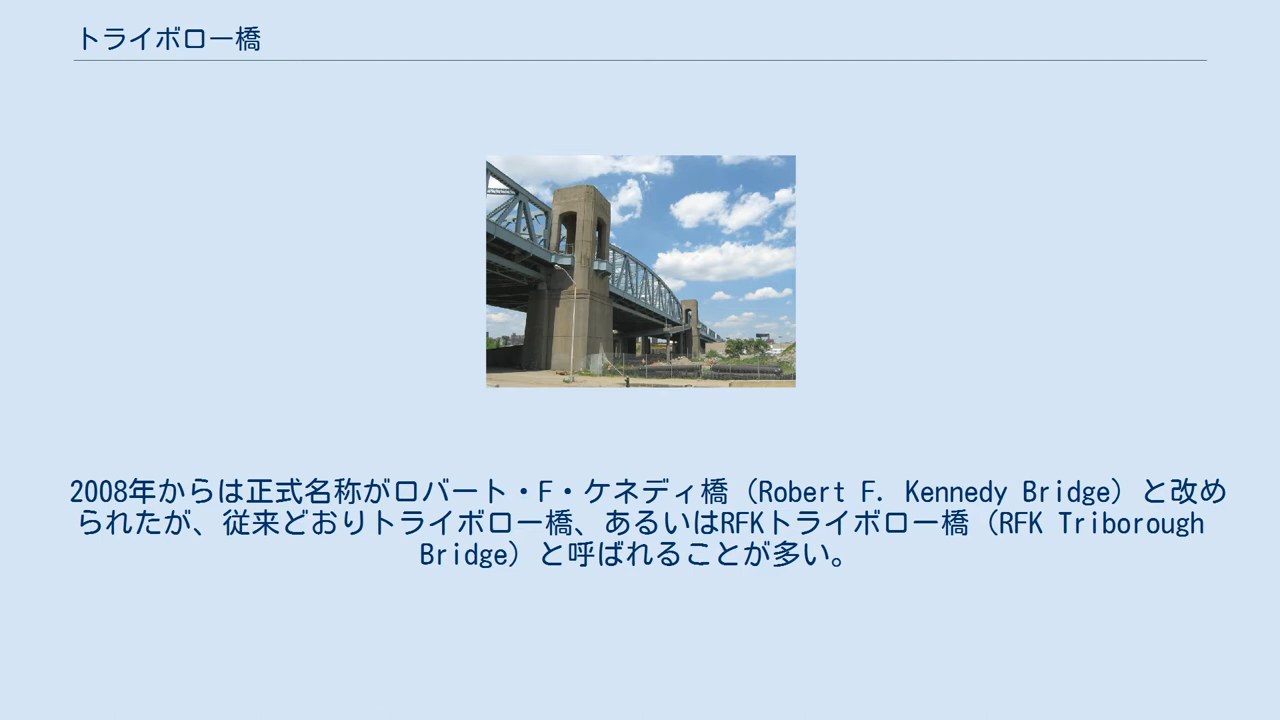 トライボロー橋
2008年からは正式名称がロバート・F・ケネディ橋（Robert F. Kennedy Bridge）と改め
られたが、従来どおりトライボロー橋、あるいはRFKトライボロー橋（RFK Triborough
Bridge）と呼ばれることが多い。